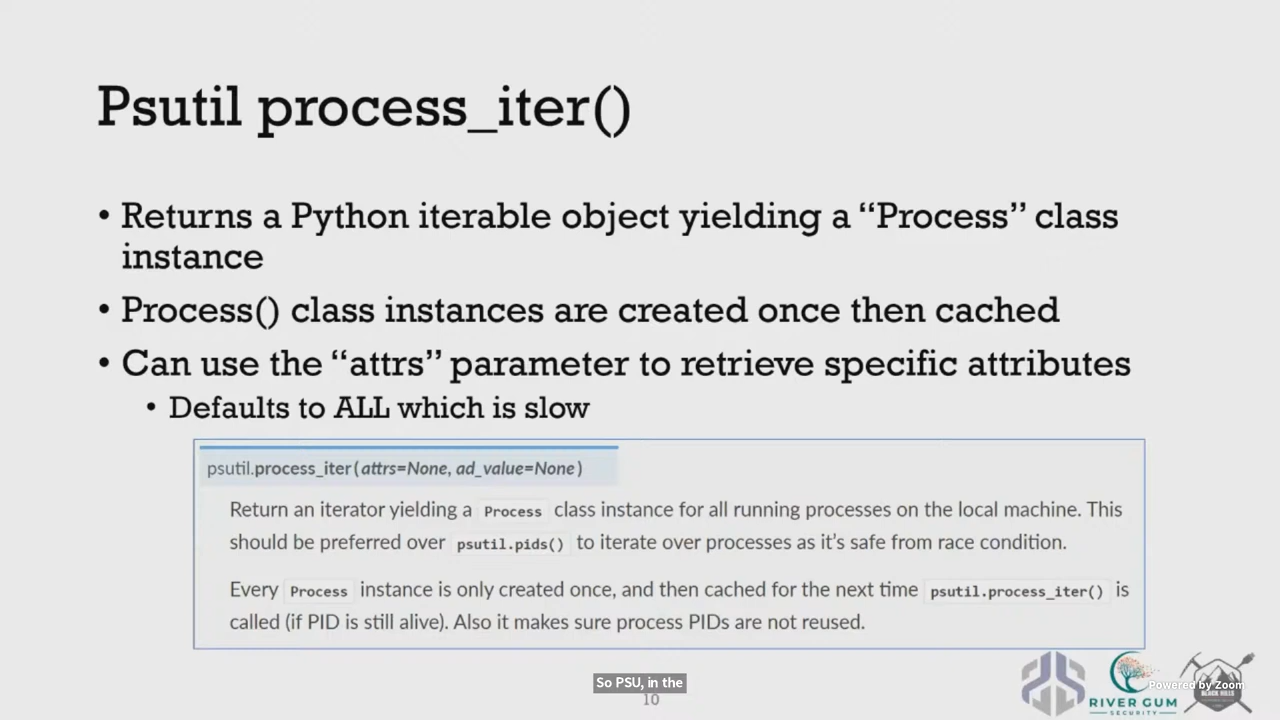 Psutil process_iter()
• Returns a Python iterable object yielding a “Process” class
instance
• Process() class instances are created once then cached
• Can use the “attrs” parameter to retrieve specific attributes
• Defaults to ALL which is slow
psutil.process_iter(attrs=None, ad_value=None)
Return an iterator yielding a Process class instance for all running processes on the local machine. This
should be preferred over psutil.pids() to iterate over processes as it’s safe from race condition.
Every Process instance is only created once, and then cached for the next time psutil.process_iter() is
called (if PID is still alive). Also it makes sure process PIDs are not reused.
So PSU, in the
10
RIVER GUM
SECURITY
Powered by Zoom
BLACK HILLS